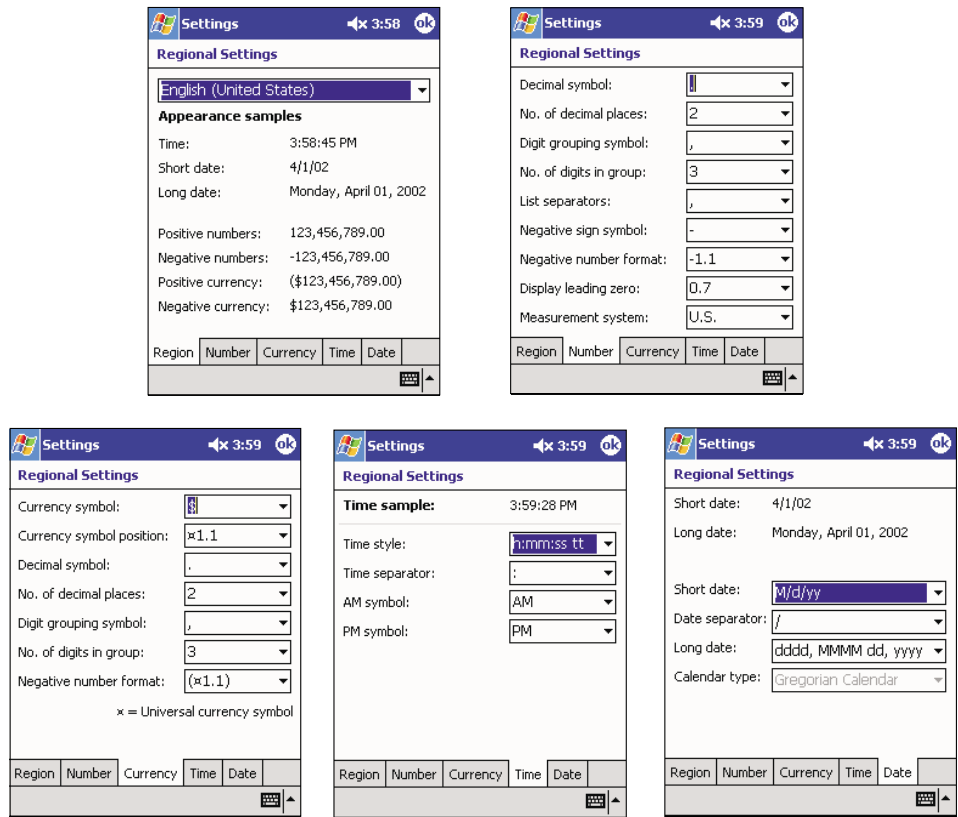 Settings 3:58 ok
Regional Settings
English (United States)
Appearance samples
Time: 3:58:45 PM
Short date: 4/1/02
Long date: Monday, April 01, 2002
Positive numbers: 123,456,789.00
Negative numbers: -123,456,789.00
Positive currency: ($123,456,789.00)
Negative currency: $123,456,789.00
Region Number Currency Time Date
Settings 3:59 ok
Regional Settings
Decimal symbol: .
No. of decimal places: 2
Digit grouping symbol: ,
No. of digits in group: 3
List separators: ,
Negative sign symbol: -
Negative number format: -1.1
Display leading zero: 0.7
Measurement system: U.S.
Region Number Currency Time Date
Settings 3:59 ok
Regional Settings
Currency symbol: $
Currency symbol position: ¤1.1
Decimal symbol: .
No. of decimal places: 2
Digit grouping symbol: ,
No. of digits in group: 3
Negative number format: (¤1.1)
¤ = Universal currency symbol
Region Number Currency Time Date
Settings 3:59 ok
Regional Settings
Time sample: 3:59:28 PM
Time style: h:mm:ss tt
Time separator: :
AM symbol: AM
PM symbol: PM
Region Number Currency Time Date
Settings 3:59 ok
Regional Settings
Short date: 4/1/02
Long date: Monday, April 01, 2002
Short date: M/d/yy
Date separator: /
Long date: dddd, MMMM dd, yyyy
Calendar type: Gregorian Calendar
Region Number Currency Time Date